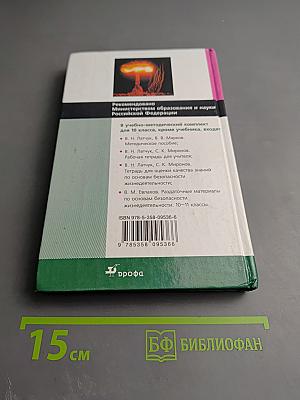 Рекомендовано
Министерством образования и науки
Российской Федерации
В учебно-методический комплект
для 10 класса, кроме учебника, входят
• В. Н. Латчук, В. В. Марков.
Методическое пособие;
• В. Н. Латчук, С. К. Миронов.
Рабочая тетрадь для учителя;
• В. Н. Латчук, С. К. Миронов.
Тетрадь для оценки качества знаний
по основам безопасности
жизнедеятельности;
• В. М. Евлахов. Раздаточные материалы
по основам безопасности
жизнедеятельности. 10–11 классы.
ISBN 978-5-358-09536-6
9 785358 095366
дрофа
15 см
БФ БИБЛИОФАН